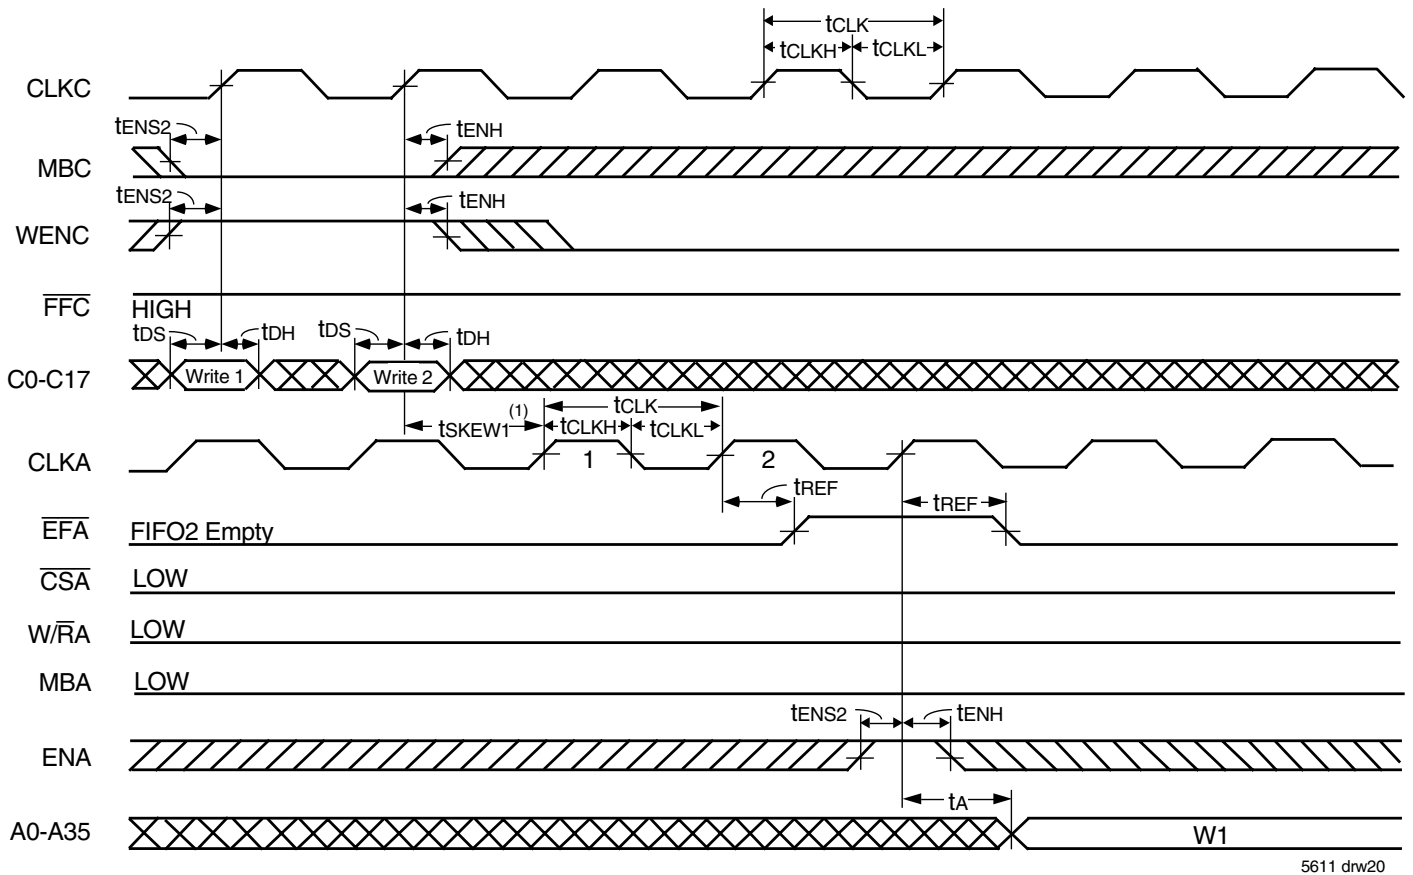 tCLK
tCLKH tCLKL
CLKC
tENS2 tENH
MBC
tENS2 tENH
WENC
FFC HIGH
tDS tDH tDS tDH
C0-C17 Write 1 Write 2
tSKEW1 (1) tCLK
tCLKH tCLKL
CLKA 1 2
tREF tREF
EFA FIFO2 Empty
CSA LOW
W/RA LOW
MBA LOW
tENS2 tENH
ENA
tA
A0-A35 W1
5611 drw20